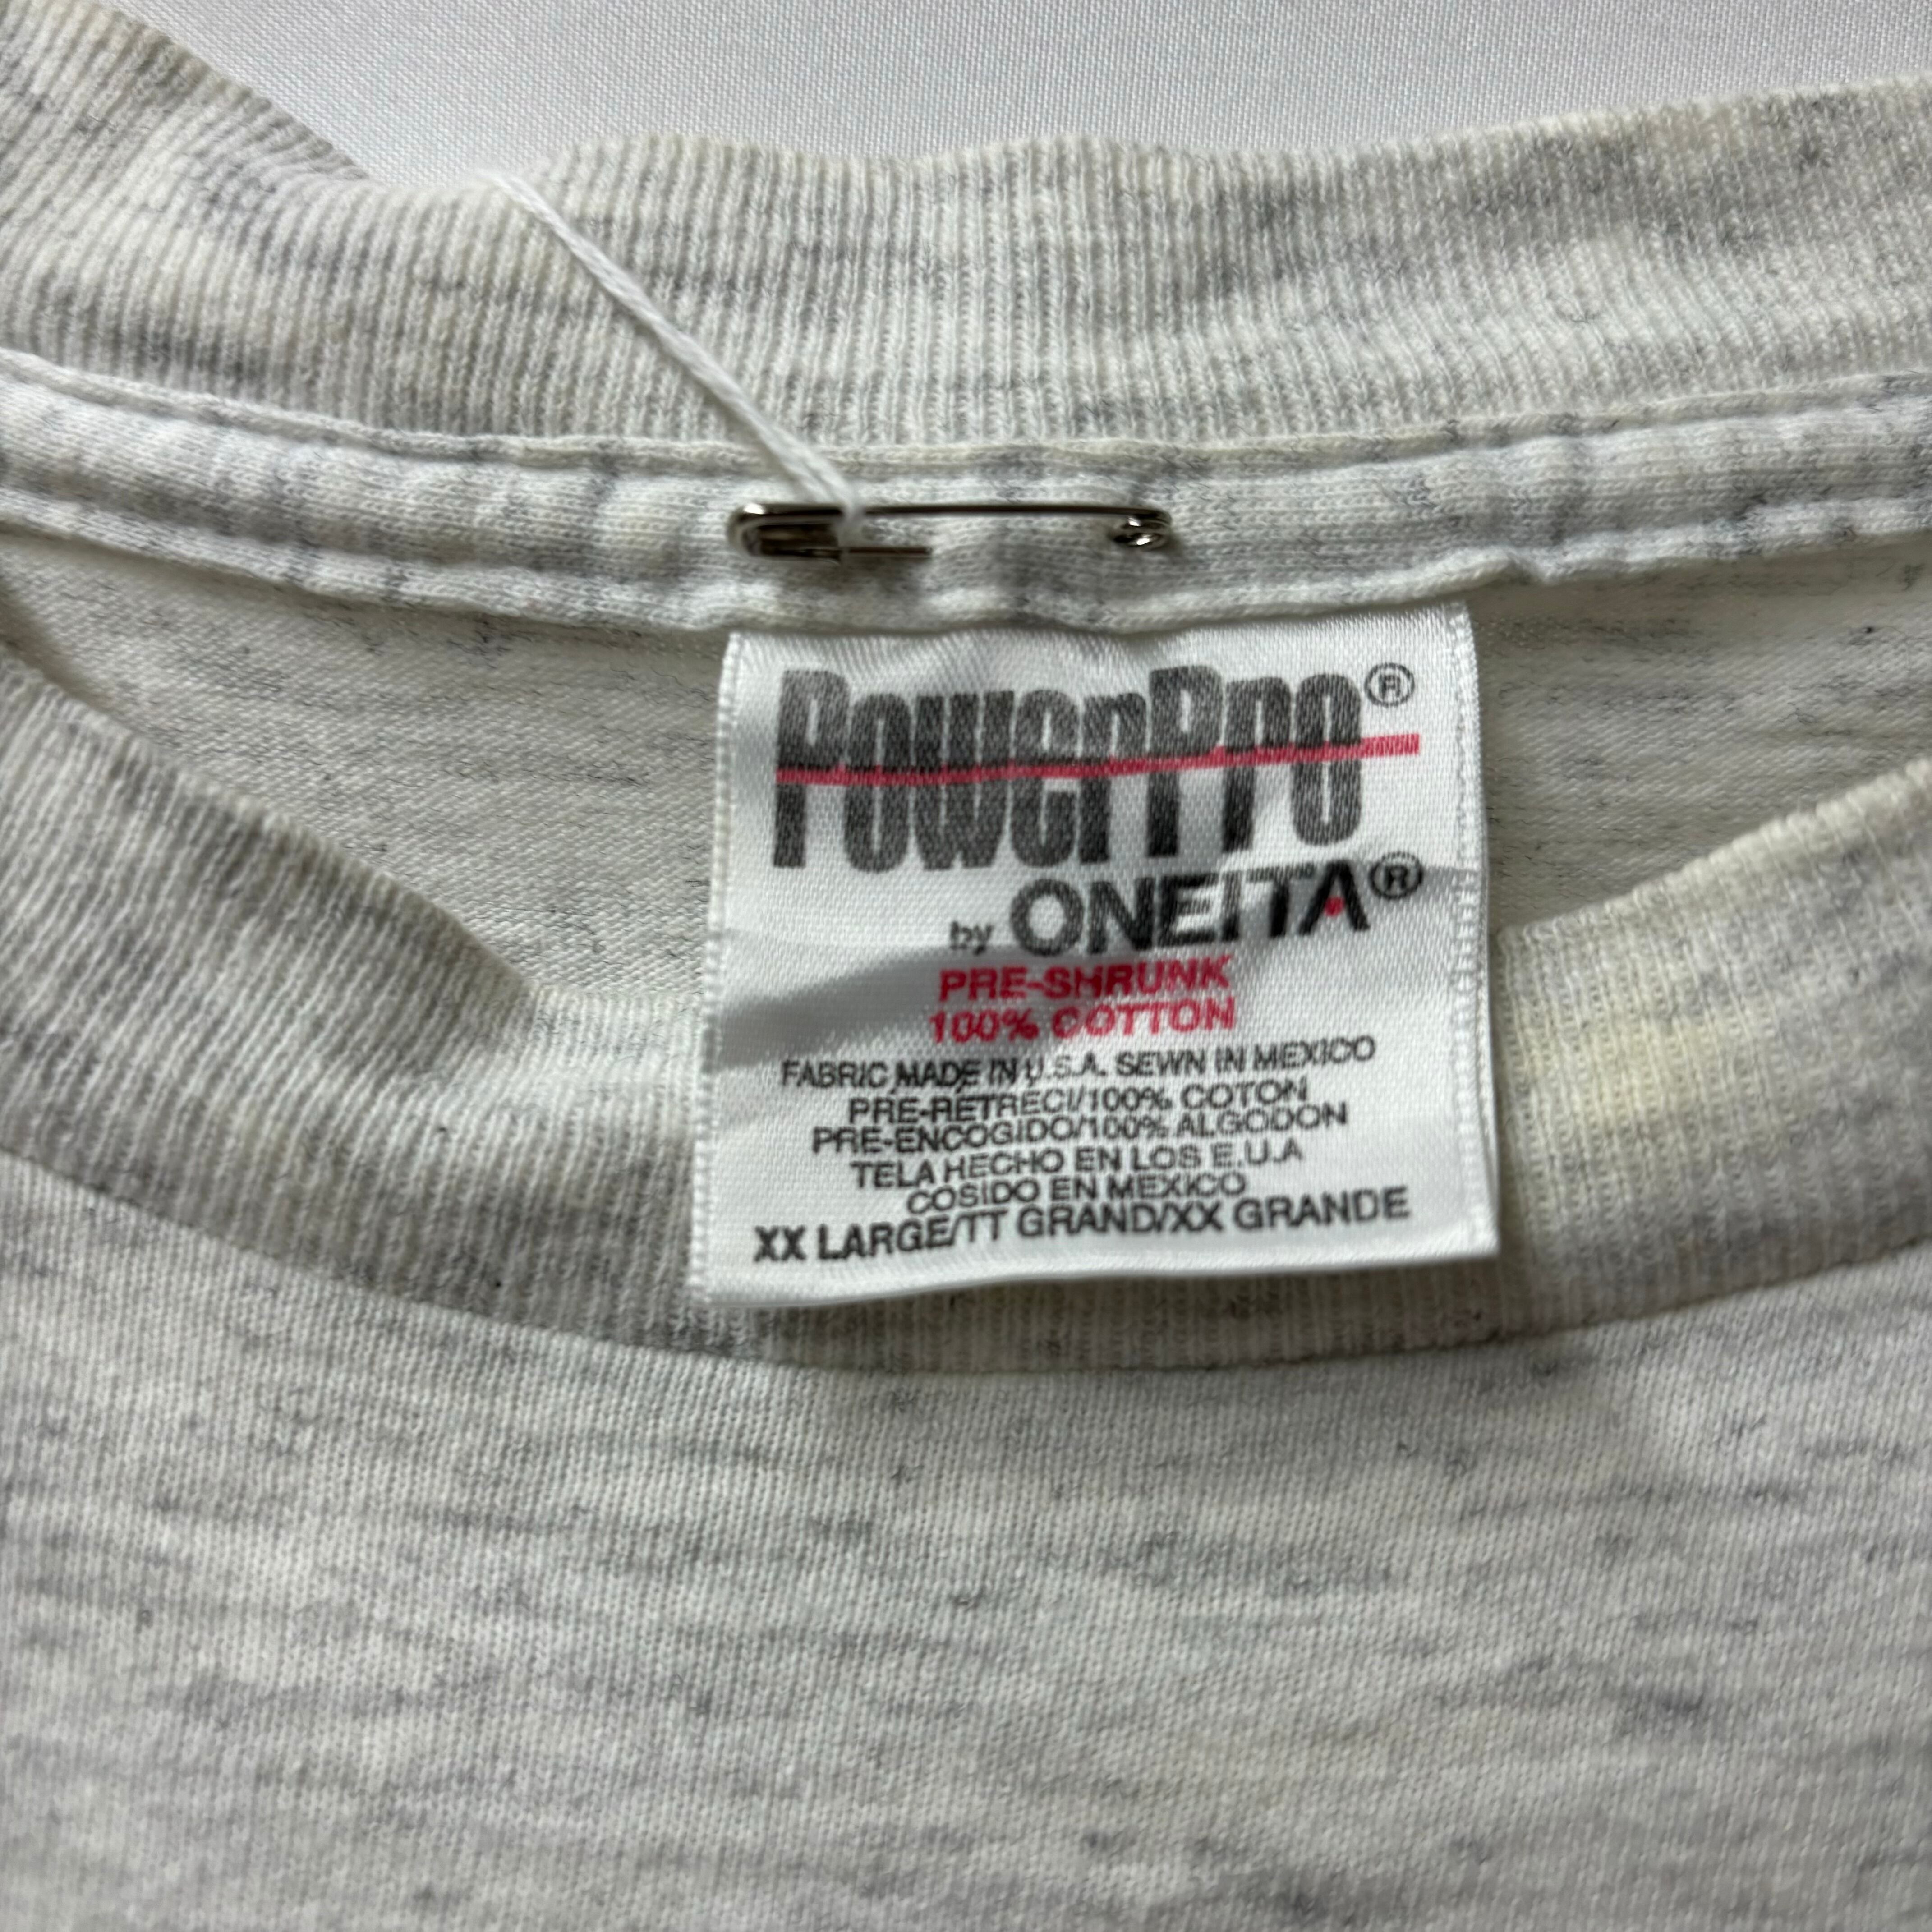 PowerPro®
by ONEITA®
PRE-SHRUNK
100% COTTON
FABRIC MADE IN U.S.A. SEWN IN MEXICO
PRE-RETRECI/100% COTON
PRE-ENCOGIDO/100% ALGODON
TELA HECHO EN LOS E.U.A
COSIDO EN MEXICO
XX LARGE/TT GRAND/XX GRANDE